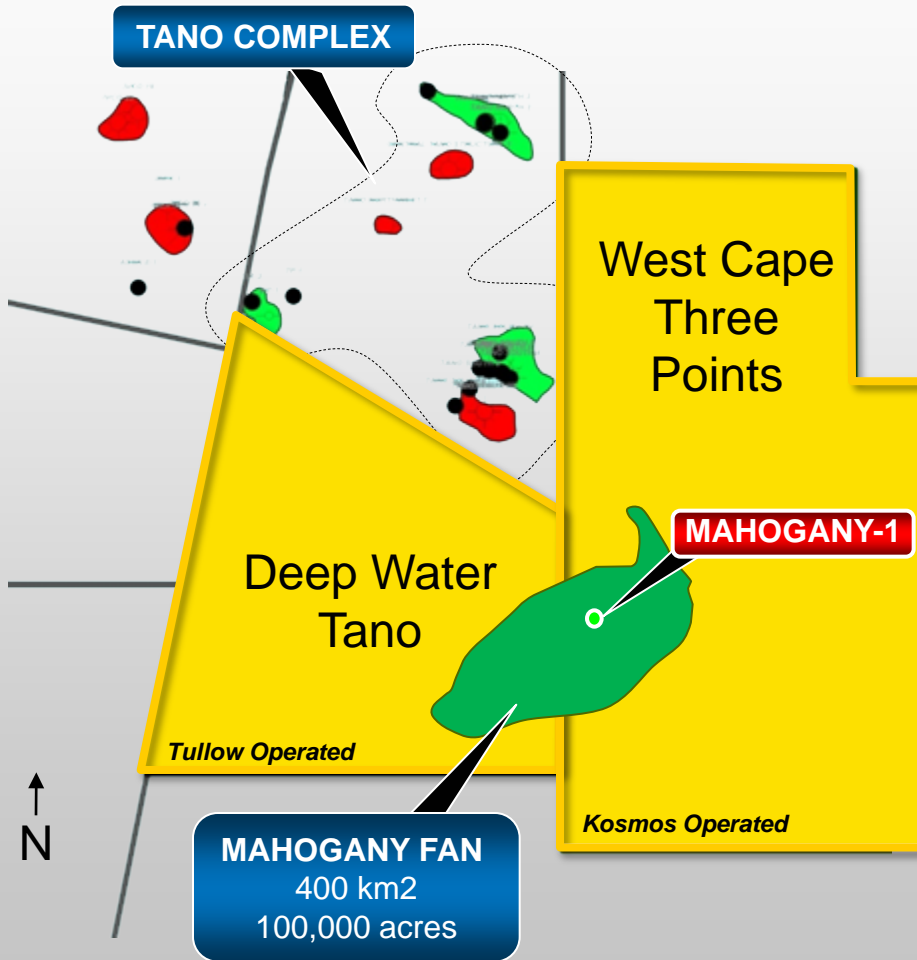 TANO COMPLEX
West Cape
Three
Points
MAHOGANY-1
Deep Water
Tano
Tullow Operated
Kosmos Operated
N
MAHOGANY FAN
400 km2
100,000 acres